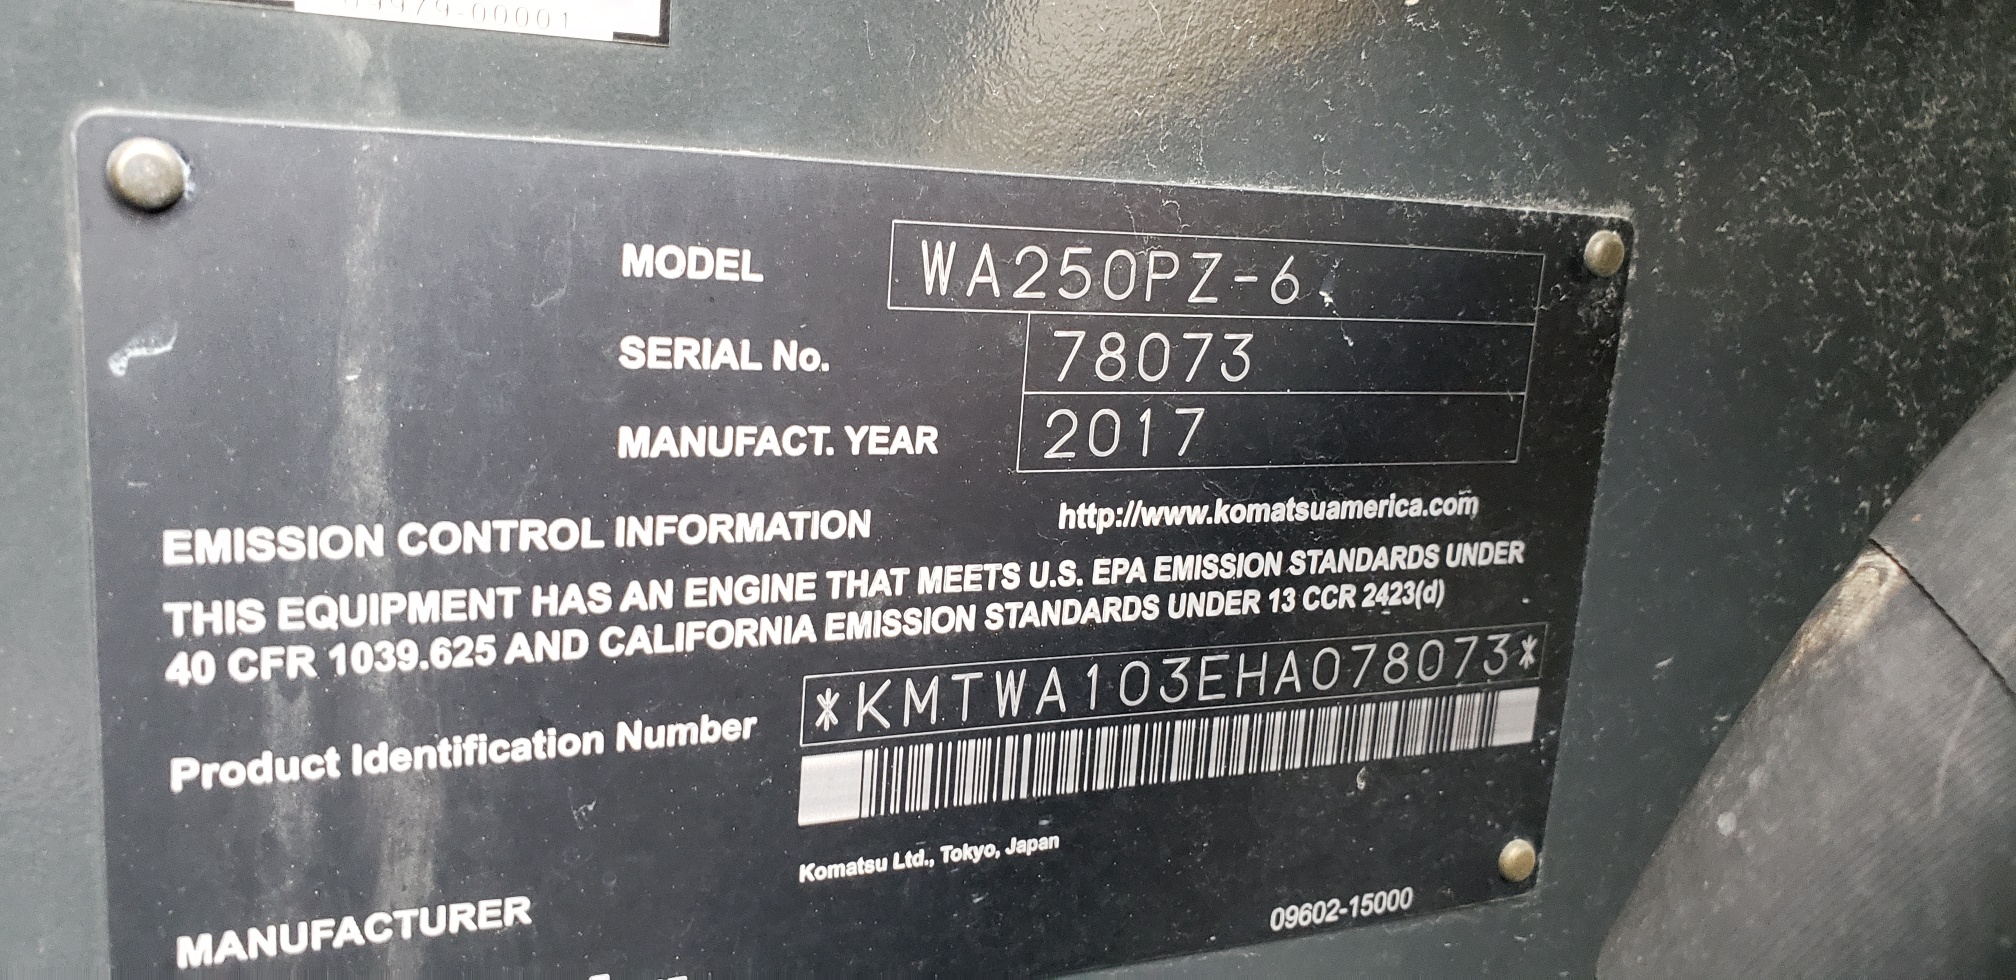 MODEL WA250PZ-6
SERIAL No. 78073
MANUFACT. YEAR 2017
EMISSION CONTROL INFORMATION http://www.komatsuamerica.com
THIS EQUIPMENT HAS AN ENGINE THAT MEETS U.S. EPA EMISSION STANDARDS UNDER
40 CFR 1039.625 AND CALIFORNIA EMISSION STANDARDS UNDER 13 CCR 2423(d)
Product Identification Number *KMTWA103EHA078073*
Komatsu Ltd., Tokyo, Japan
MANUFACTURER 09602-15000